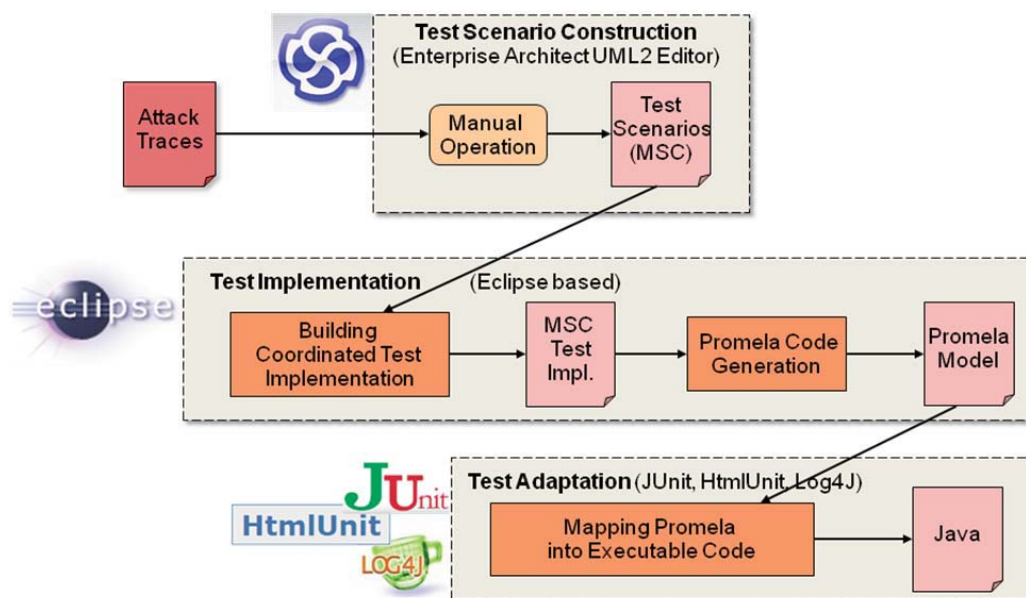 Test Scenario Construction
(Enterprise Architect UML2 Editor)
Attack
Traces
Manual
Operation
Test
Scenarios
(MSC)
eclipse
Test Implementation (Eclipse based)
Building
Coordinated Test
Implementation
MSC
Test
Impl.
Promela Code
Generation
Promela
Model
JUnit
HtmlUnit
LOG4J
Test Adaptation (JUnit, HtmlUnit, Log4J)
Mapping Promela
into Executable Code
Java